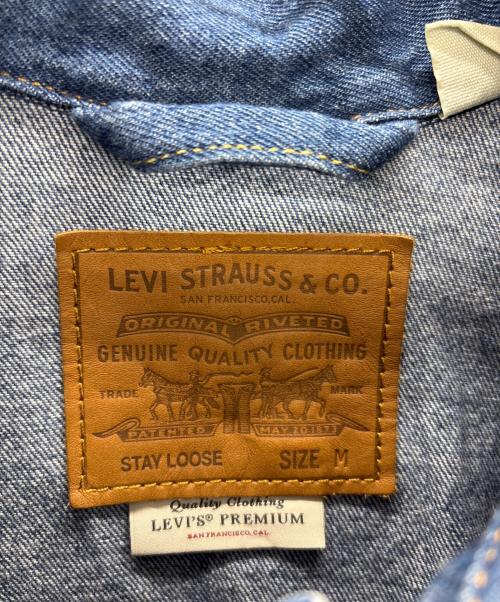 LEVI STRAUSS & CO.
SAN FRANCISCO, CAL.
ORIGINAL RIVETED
GENUINE QUALITY CLOTHING
TRADE MARK
PATENTED MAY 20, 1873
STAY LOOSE SIZE M
Quality Clothing
LEVI'S® PREMIUM
SAN FRANCISCO, CAL.